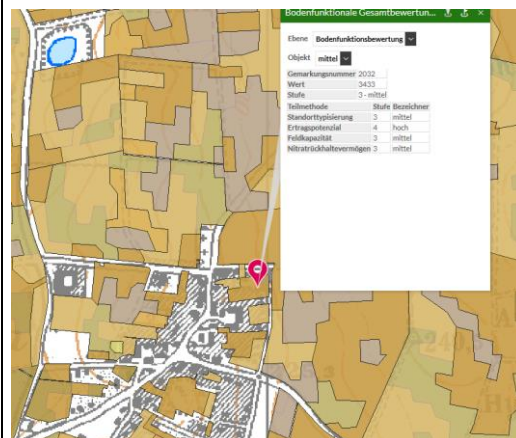 Bodenfunktionale Gesamtbewertun...
Ebene Bodenfunktionsbewertung
Objekt mittel
Gemarkungsnummer 2032
Wert 3433
Stufe 3 - mittel
Teilmethode Stufe Bezeichner
Standorttypisierung 3 mittel
Ertragspotenzial 4 hoch
Feldkapazität 3 mittel
Nitratrückhaltevermögen 3 mittel